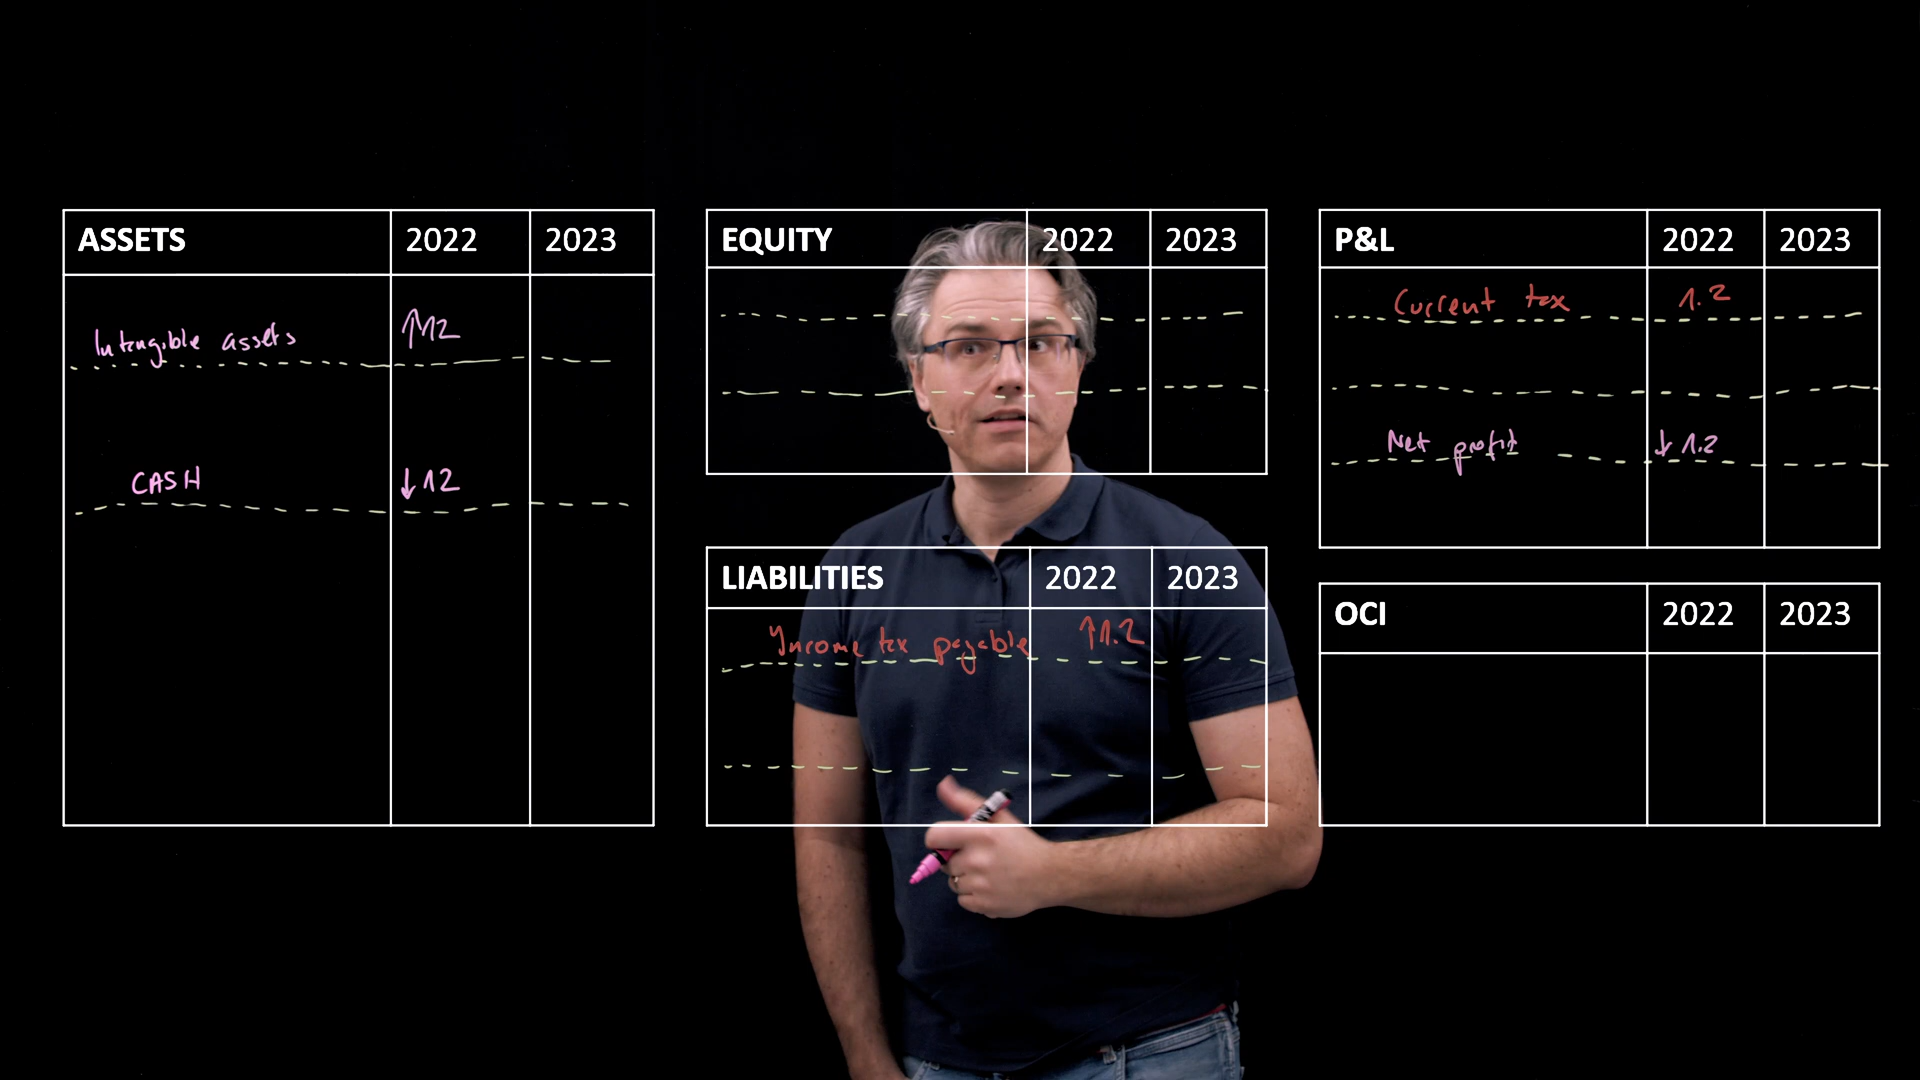 ASSETS 2022 2023
Intangible assets ↑12
CASH ↓12
EQUITY 2022 2023
LIABILITIES 2022 2023
Income tax payable ↑1.2
P&L 2022 2023
Current tax 1.2
Net profit ↓1.2
OCI 2022 2023